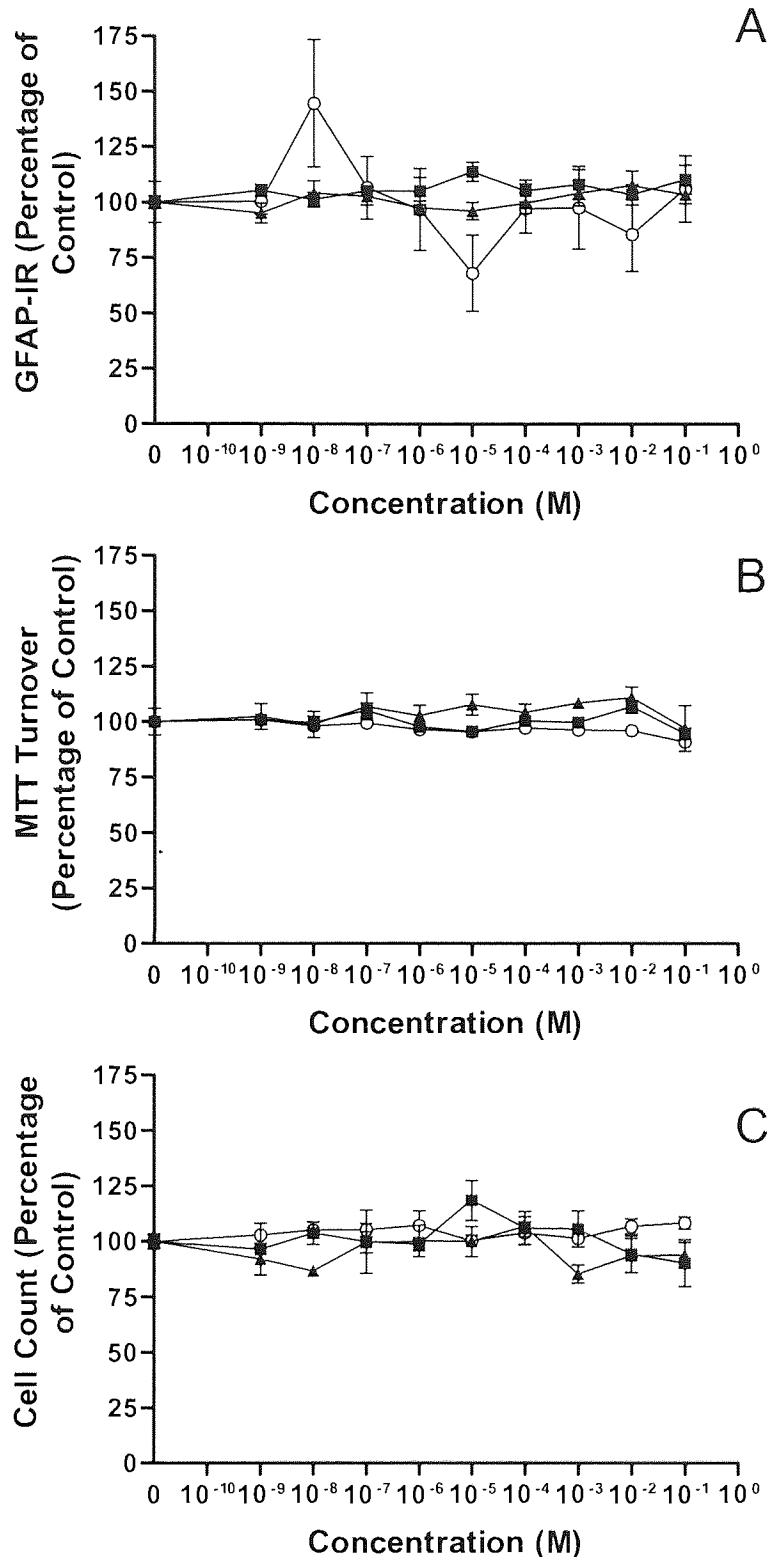 A
GFAP-IR (Percentage of
Control)
175
150
125
100
75
50
25
0
0 10⁻¹⁰ 10⁻⁹ 10⁻⁸ 10⁻⁷ 10⁻⁶ 10⁻⁵ 10⁻⁴ 10⁻³ 10⁻² 10⁻¹ 10⁰
Concentration (M)
B
MTT Turnover
(Percentage of Control)
175
150
125
100
75
50
25
0
0 10⁻¹⁰ 10⁻⁹ 10⁻⁸ 10⁻⁷ 10⁻⁶ 10⁻⁵ 10⁻⁴ 10⁻³ 10⁻² 10⁻¹ 10⁰
Concentration (M)
C
Cell Count (Percentage
of Control)
175
150
125
100
75
50
25
0
0 10⁻¹⁰ 10⁻⁹ 10⁻⁸ 10⁻⁷ 10⁻⁶ 10⁻⁵ 10⁻⁴ 10⁻³ 10⁻² 10⁻¹ 10⁰
Concentration (M)